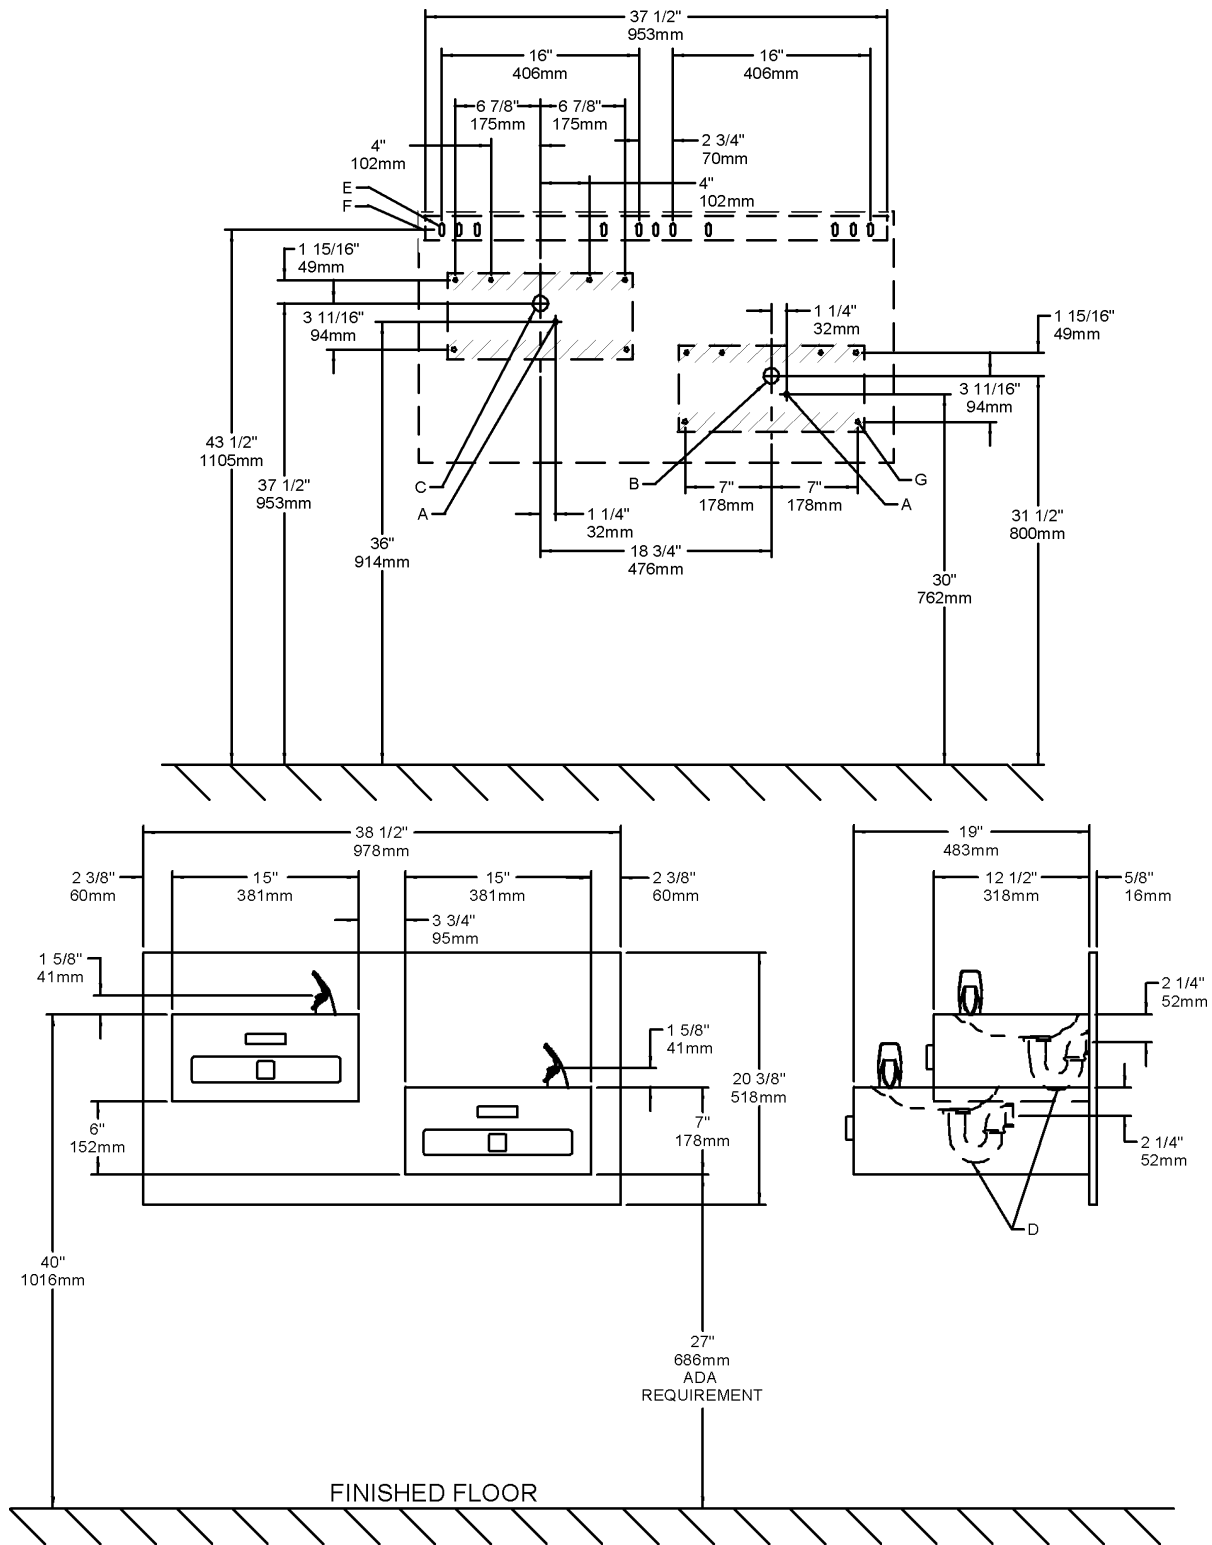 37 1/2"
953mm
16"
406mm
16"
406mm
6 7/8"
175mm
6 7/8"
175mm
4"
102mm
2 3/4"
70mm
4"
102mm
E
F
1 15/16"
49mm
3 11/16"
94mm
1 1/4"
32mm
1 15/16"
49mm
3 11/16"
94mm
43 1/2"
1105mm
37 1/2"
953mm
C
A
B
G
A
7"
178mm
7"
178mm
1 1/4"
32mm
18 3/4"
476mm
36"
914mm
31 1/2"
800mm
30"
762mm
38 1/2"
978mm
19"
483mm
2 3/8"
60mm
15"
381mm
15"
381mm
2 3/8"
60mm
12 1/2"
318mm
5/8"
16mm
3 3/4"
95mm
1 5/8"
41mm
2 1/4"
52mm
1 5/8"
41mm
20 3/8"
518mm
6"
152mm
7"
178mm
2 1/4"
52mm
D
40"
1016mm
27"
686mm
ADA
REQUIREMENT
FINISHED FLOOR